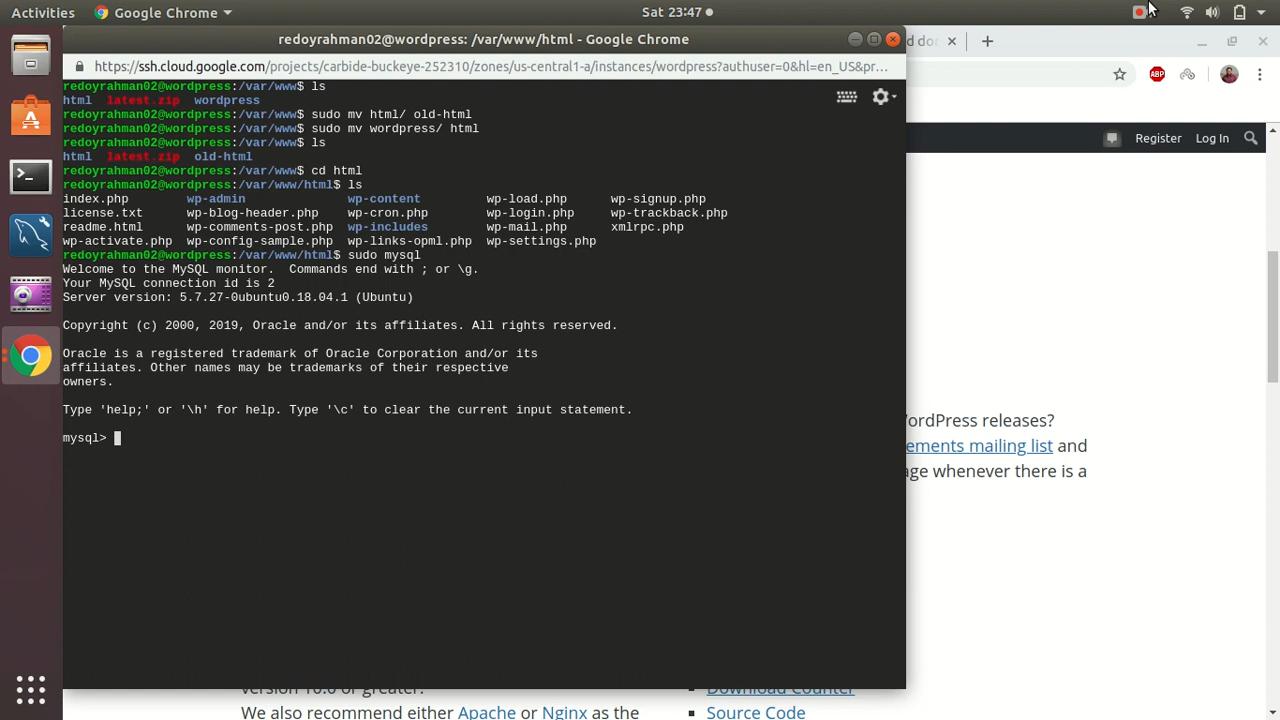 Activities Google Chrome Sat 23:47
redoyrahman02@wordpress: /var/www/html - Google Chrome
https://ssh.cloud.google.com/projects/carbide-buckeye-252310/zones/us-central1-a/instances/wordpress?authuser=0&hl=en_US&pr...
ABP
redoyrahman02@wordpress:/var/www$ ls
html latest.zip wordpress
redoyrahman02@wordpress:/var/www$ sudo mv html/ old-html
redoyrahman02@wordpress:/var/www$ sudo mv wordpress/ html
redoyrahman02@wordpress:/var/www$ ls
html latest.zip old-html
redoyrahman02@wordpress:/var/www$ cd html
redoyrahman02@wordpress:/var/www/html$ ls
index.php wp-admin wp-content wp-load.php wp-signup.php
license.txt wp-blog-header.php wp-cron.php wp-login.php wp-trackback.php
readme.html wp-comments-post.php wp-includes wp-mail.php xmlrpc.php
wp-activate.php wp-config-sample.php wp-links-opml.php wp-settings.php
redoyrahman02@wordpress:/var/www/html$ sudo mysql
Welcome to the MySQL monitor. Commands end with ; or \g.
Your MySQL connection id is 2
Server version: 5.7.27-0ubuntu0.18.04.1 (Ubuntu)
Copyright (c) 2000, 2019, Oracle and/or its affiliates. All rights reserved.
Oracle is a registered trademark of Oracle Corporation and/or its
affiliates. Other names may be trademarks of their respective
owners.
Type 'help;' or '\h' for help. Type '\c' to clear the current input statement.
mysql>
Register Log In
WordPress releases?
ements mailing list and
age whenever there is a
version 10.0 or greater.
We also recommend either Apache or Nginx as the
Download Counter
Source Code